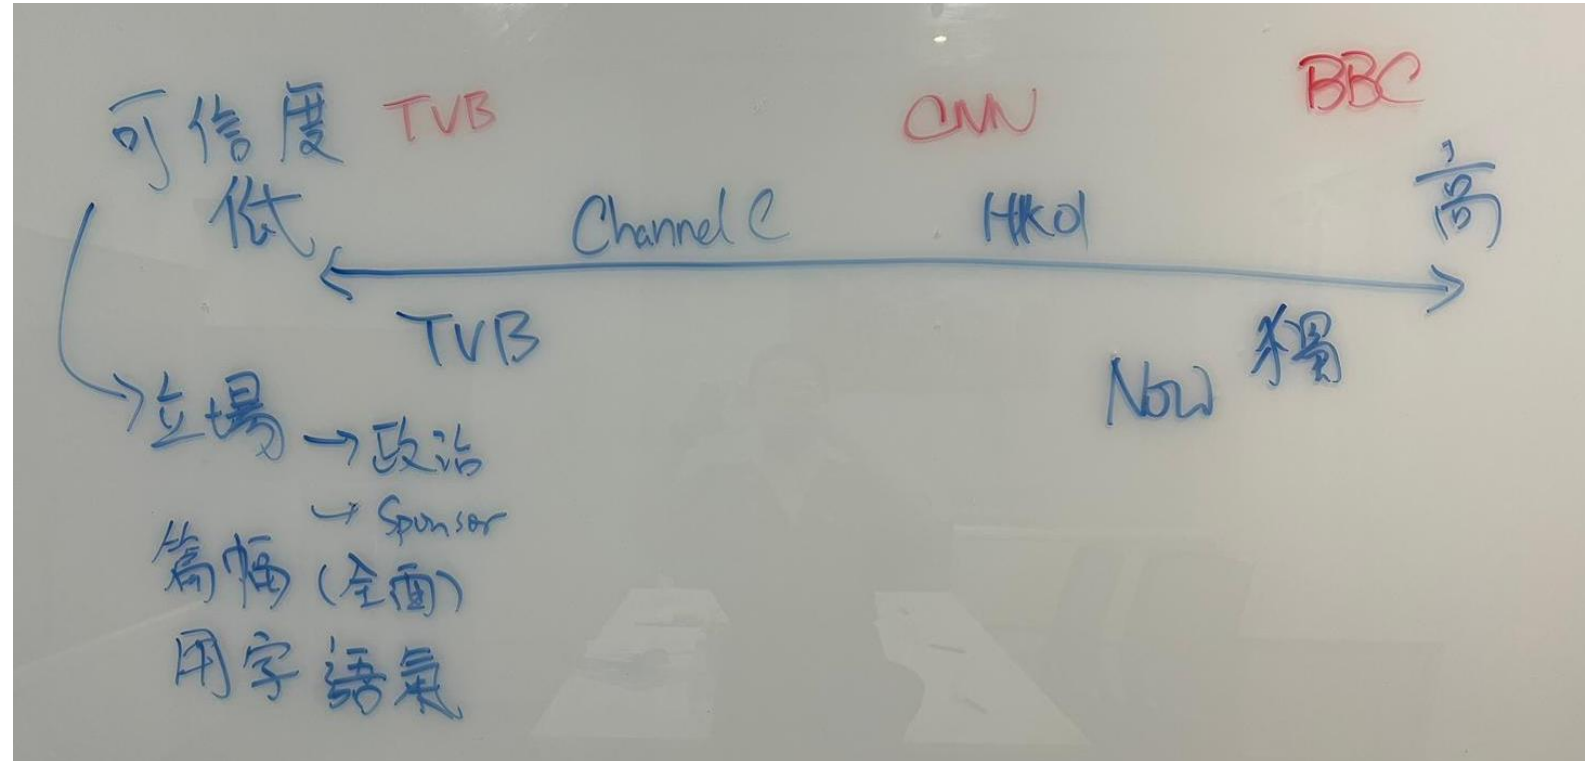 可信度 TVB CNN BBC
低 Channel C HK01 高
TVB Now 獨
立場 → 政治
→ Sponsor
篇幅 (全面)
用字 語氣